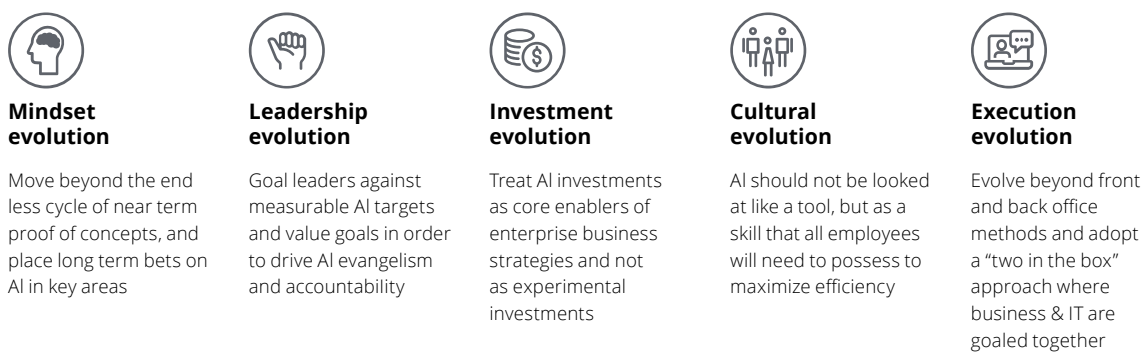 Mindset
evolution
Move beyond the end
less cycle of near term
proof of concepts, and
place long term bets on
AI in key areas
Leadership
evolution
Goal leaders against
measurable AI targets
and value goals in order
to drive AI evangelism
and accountability
Investment
evolution
Treat AI investments
as core enablers of
enterprise business
strategies and not
as experimental
investments
Cultural
evolution
AI should not be looked
at like a tool, but as a
skill that all employees
will need to possess to
maximize efficiency
Execution
evolution
Evolve beyond front
and back office
methods and adopt
a “two in the box”
approach where
business & IT are
goaled together